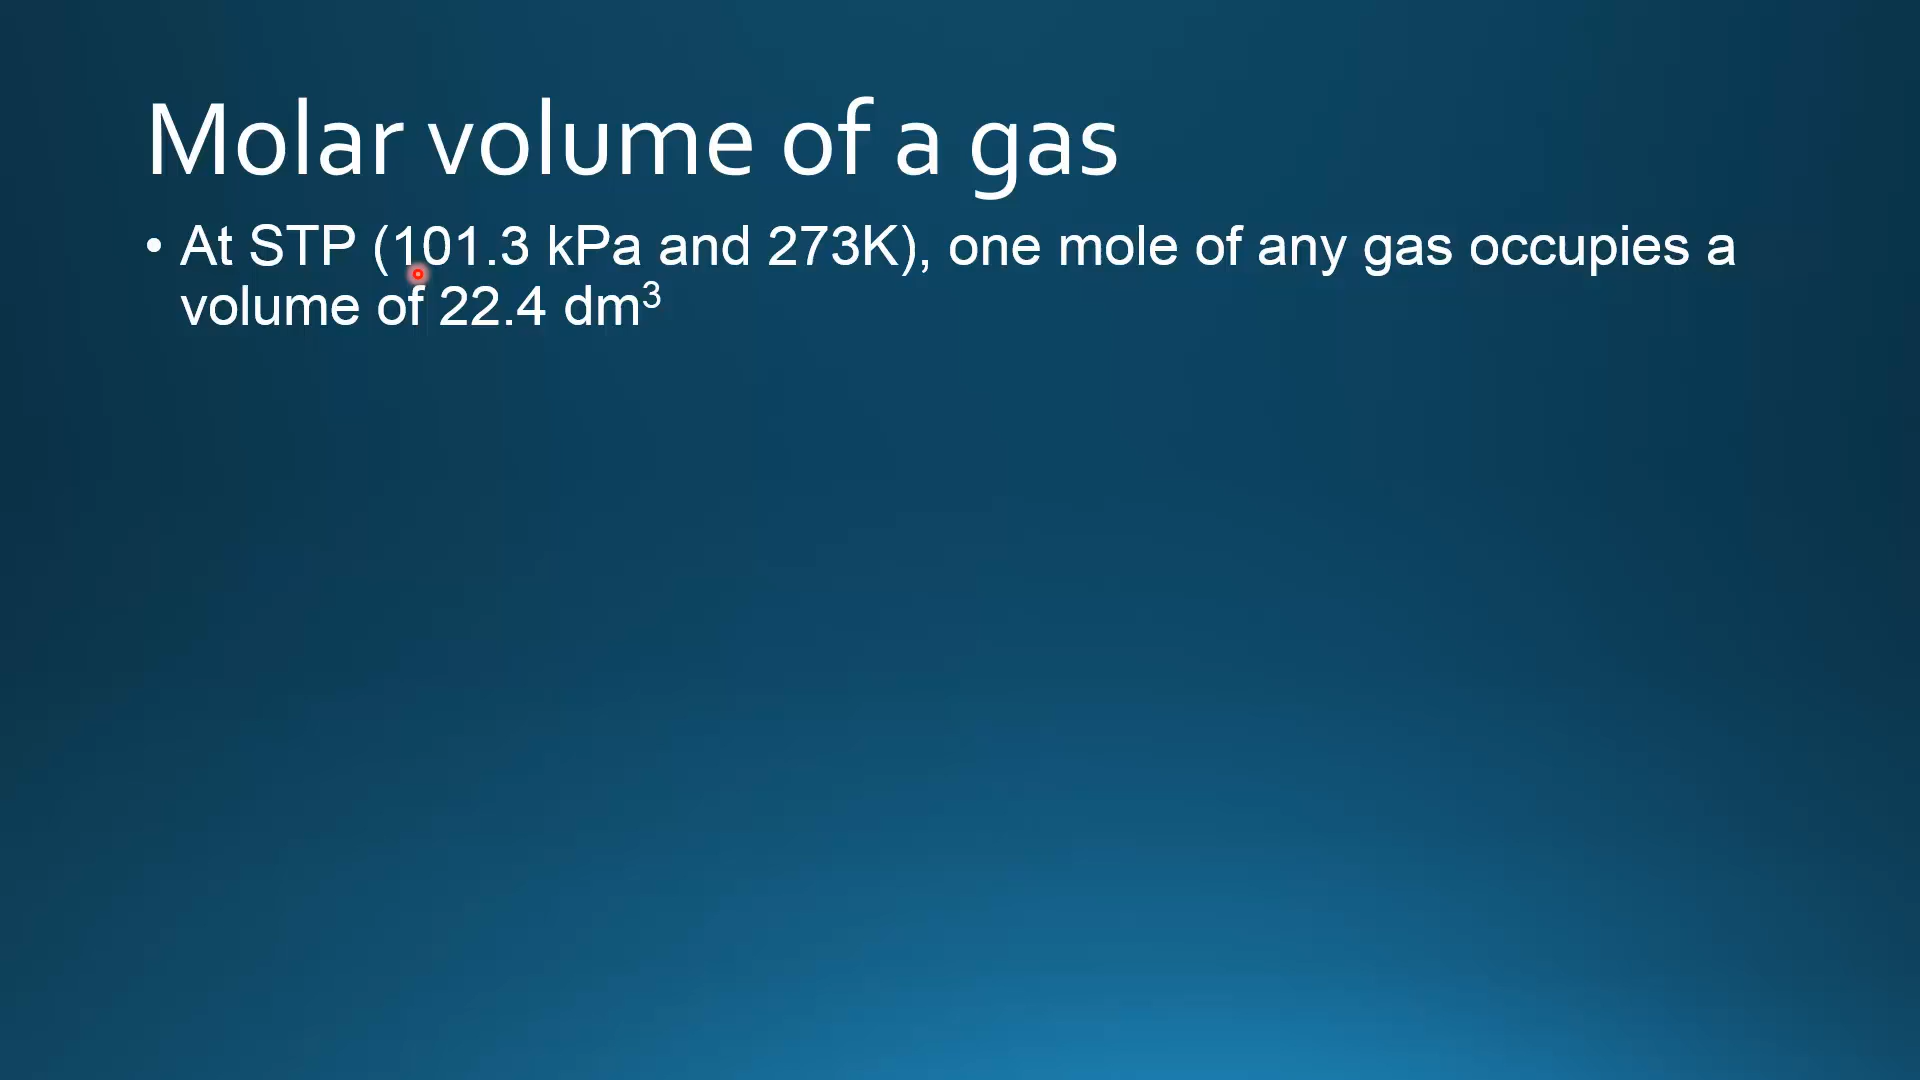 Molar volume of a gas
• At STP (101.3 kPa and 273K), one mole of any gas occupies a
volume of 22.4 dm³